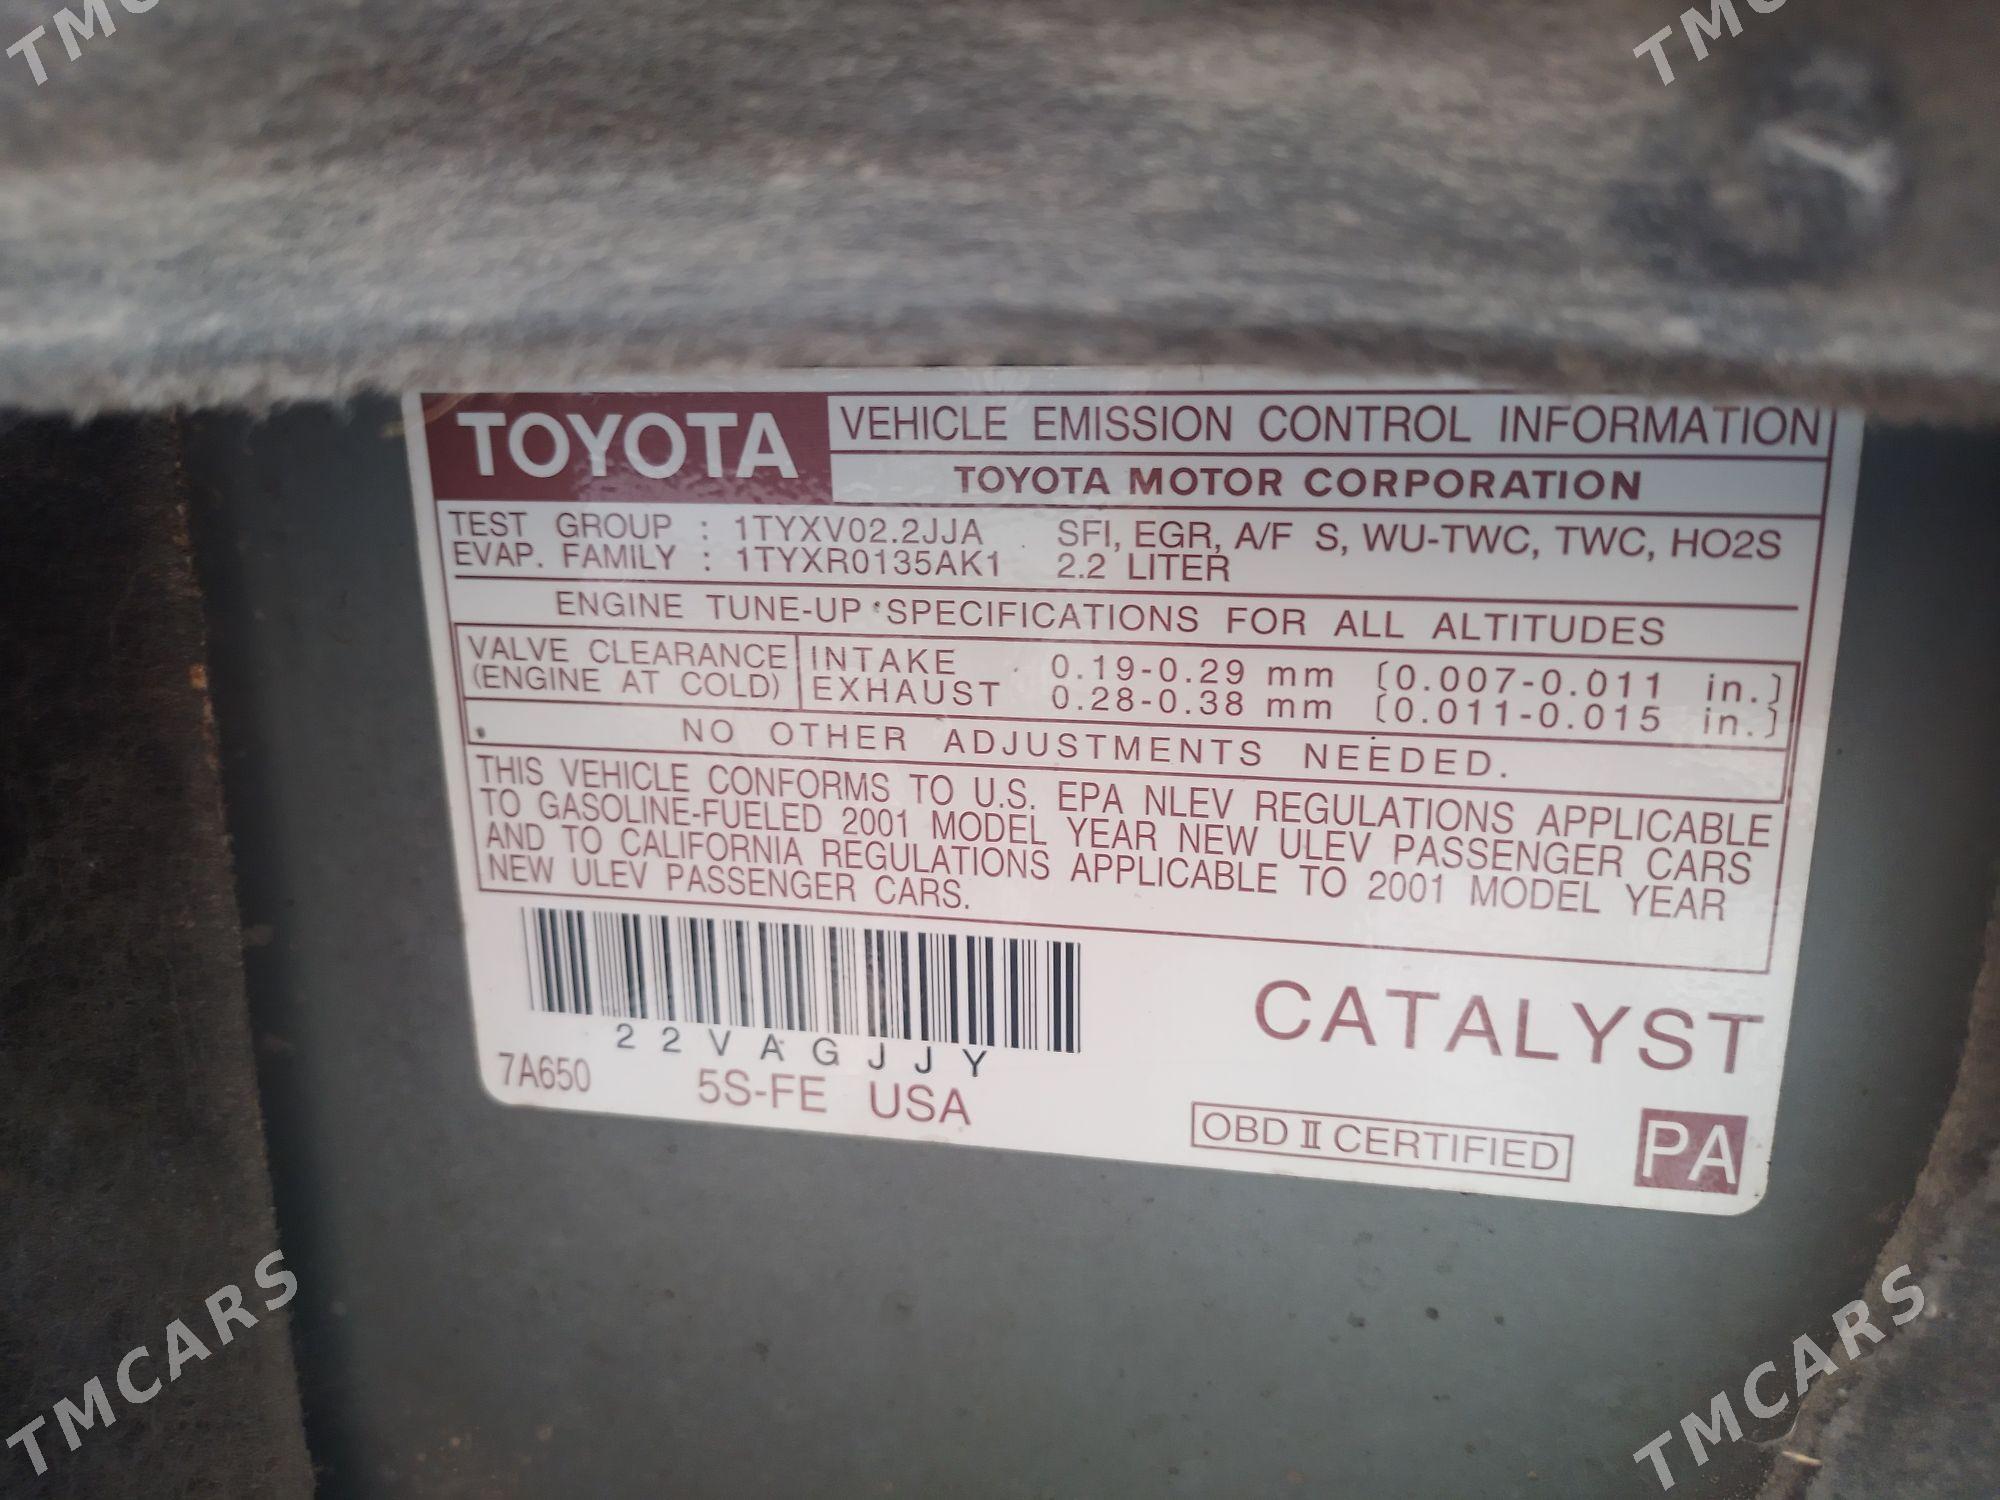 TMC
TMC
TOYOTA
VEHICLE EMISSION CONTROL INFORMATION
TOYOTA MOTOR CORPORATION
TEST GROUP : 1TYXV02.2JJA SFI, EGR, A/F S, WU-TWC, TWC, HO2S
EVAP. FAMILY : 1TYXR0135AK1 2.2 LITER
ENGINE TUNE-UP SPECIFICATIONS FOR ALL ALTITUDES
VALVE CLEARANCE INTAKE 0.19-0.29 mm [0.007-0.011 in.]
(ENGINE AT COLD) EXHAUST 0.28-0.38 mm [0.011-0.015 in.]
NO OTHER ADJUSTMENTS NEEDED.
THIS VEHICLE CONFORMS TO U.S. EPA NLEV REGULATIONS APPLICABLE
TO GASOLINE-FUELED 2001 MODEL YEAR NEW ULEV PASSENGER CARS
AND TO CALIFORNIA REGULATIONS APPLICABLE TO 2001 MODEL YEAR
NEW ULEV PASSENGER CARS.
22VAGJJY
7A650 5S-FE USA
CATALYST
OBD II CERTIFIED
PA
TMCARS
TMCARS